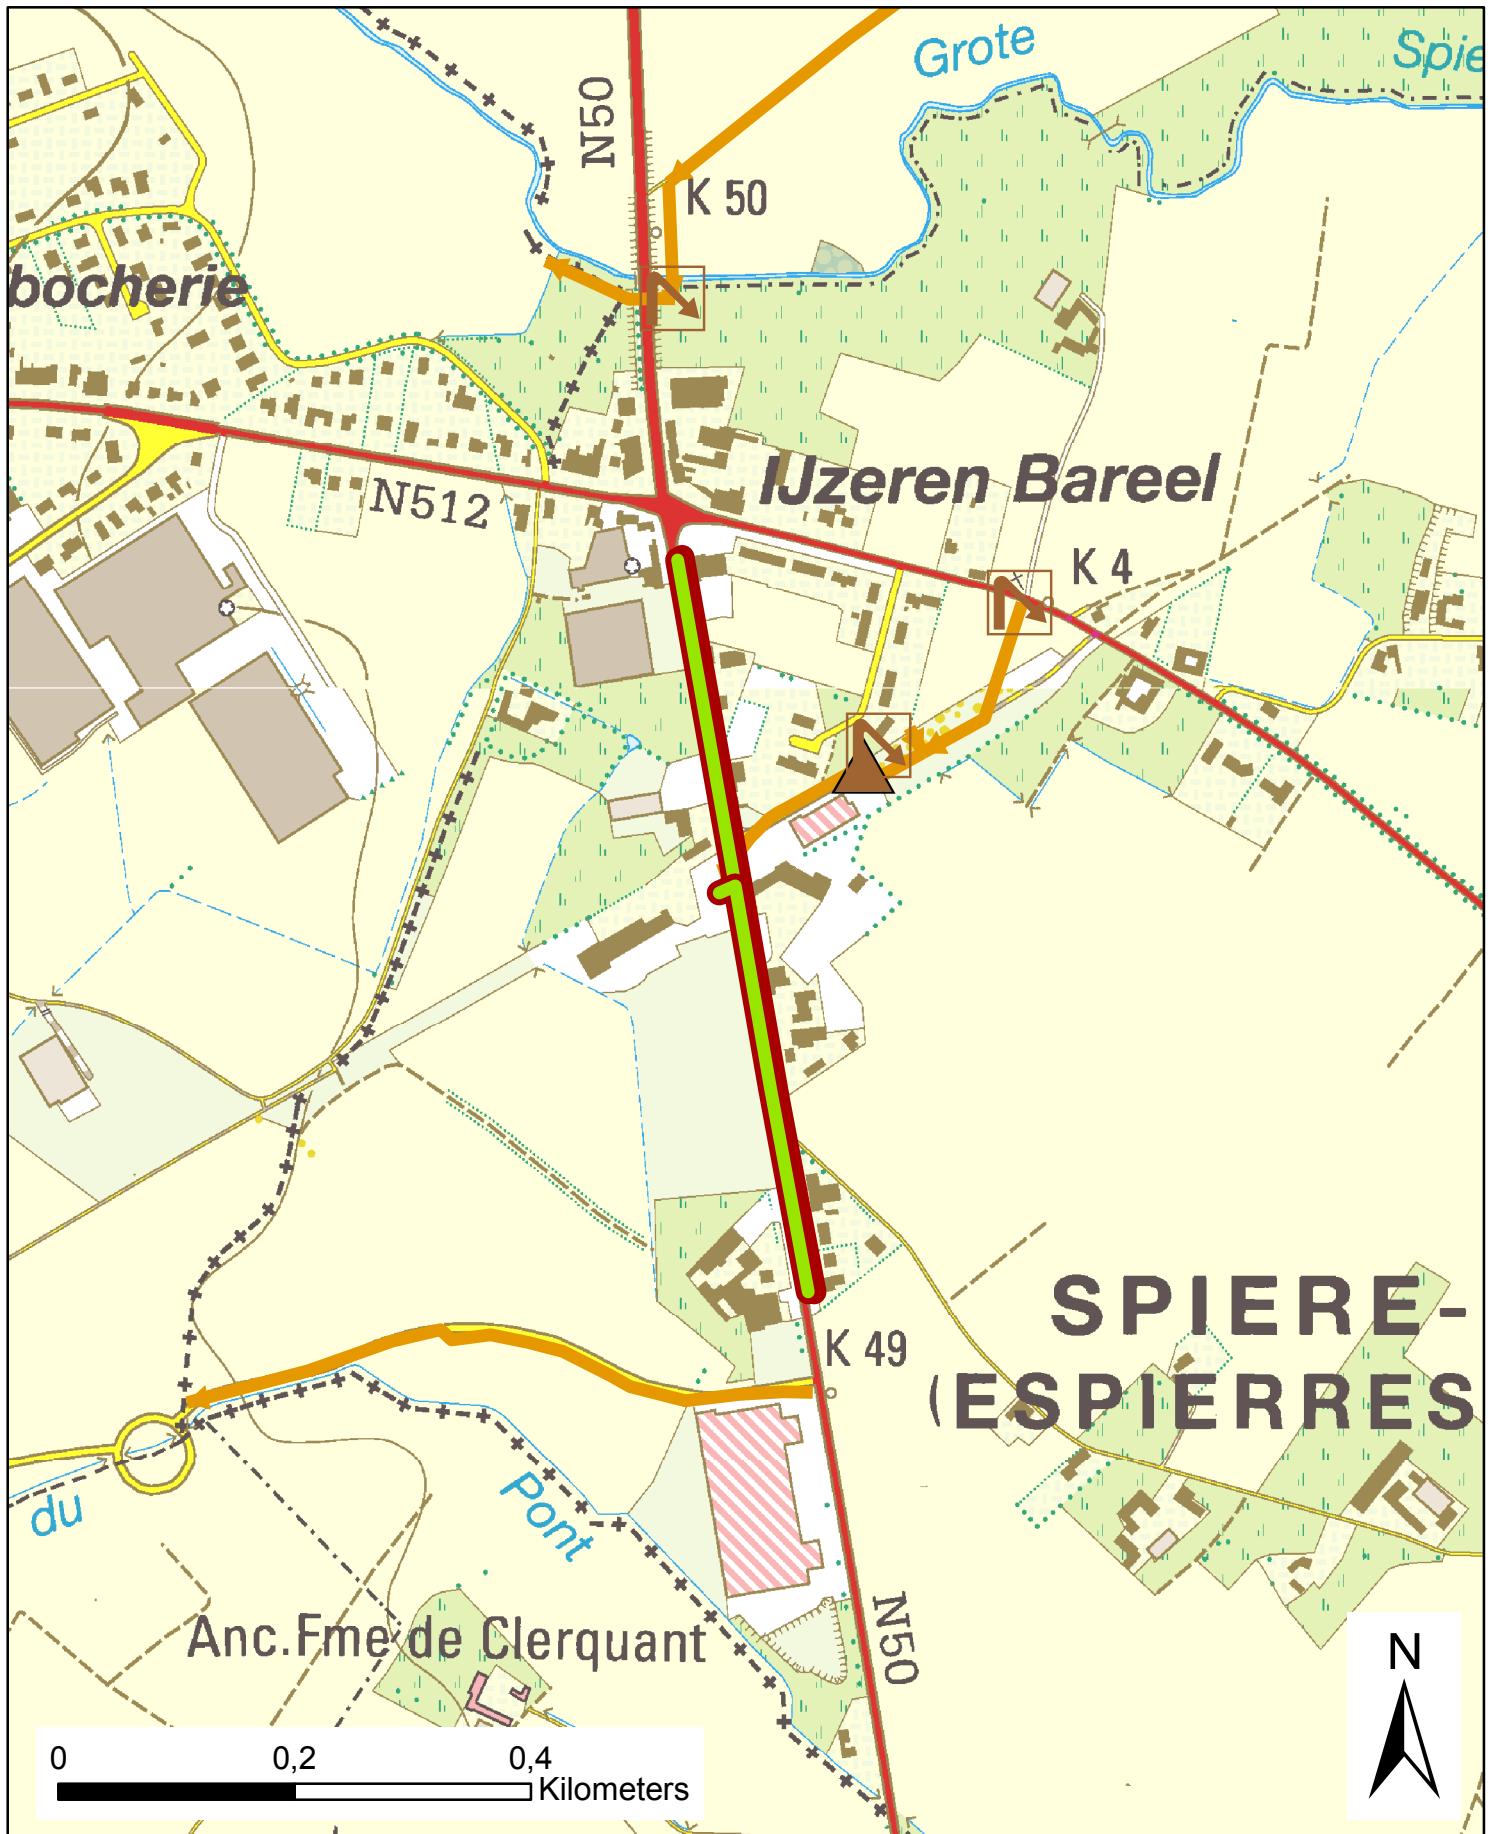 Grote
Spie
N50
K 50
bocherie
IJzeren Bareel
N512
K 4
SPIERE-
K 49
(ESPIERRES
du
Pont
N50
Anc.Fme de Clerquant
N
0 0,2 0,4
Kilometers